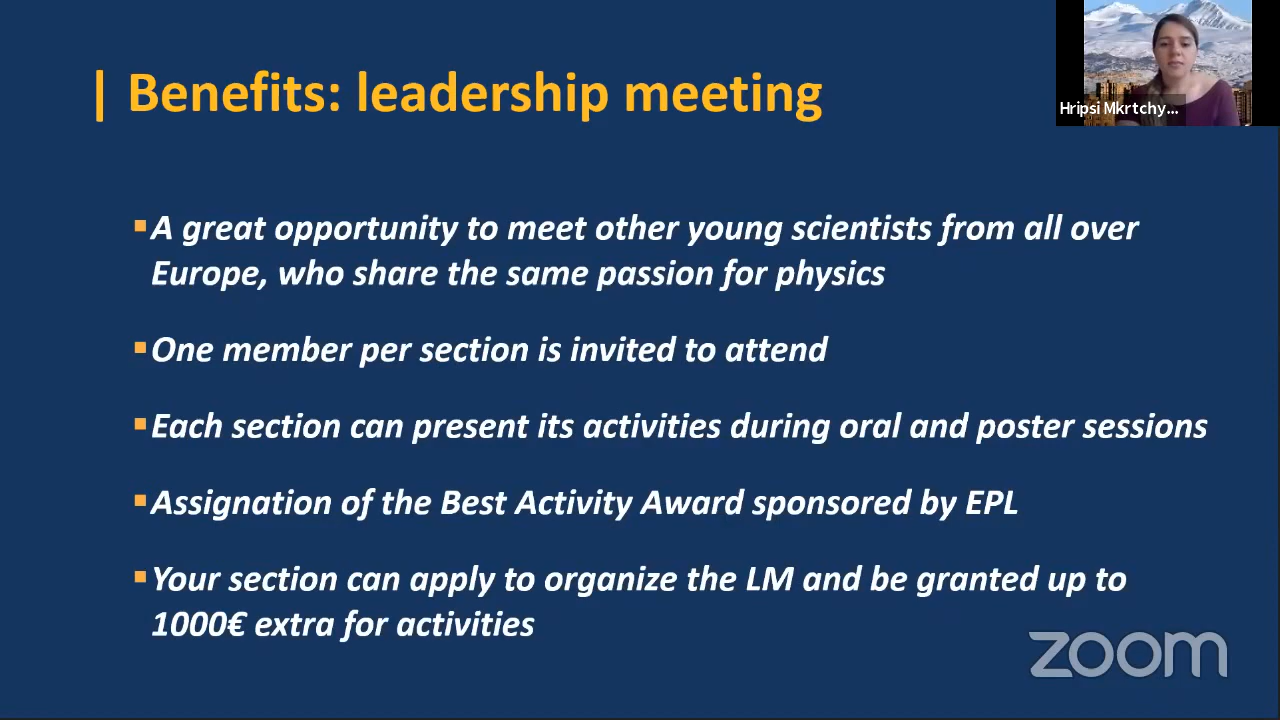 | Benefits: leadership meeting
Hripsi Mkrtchy...
▪A great opportunity to meet other young scientists from all over
Europe, who share the same passion for physics
▪One member per section is invited to attend
▪Each section can present its activities during oral and poster sessions
▪Assignation of the Best Activity Award sponsored by EPL
▪Your section can apply to organize the LM and be granted up to
1000€ extra for activities
zoom